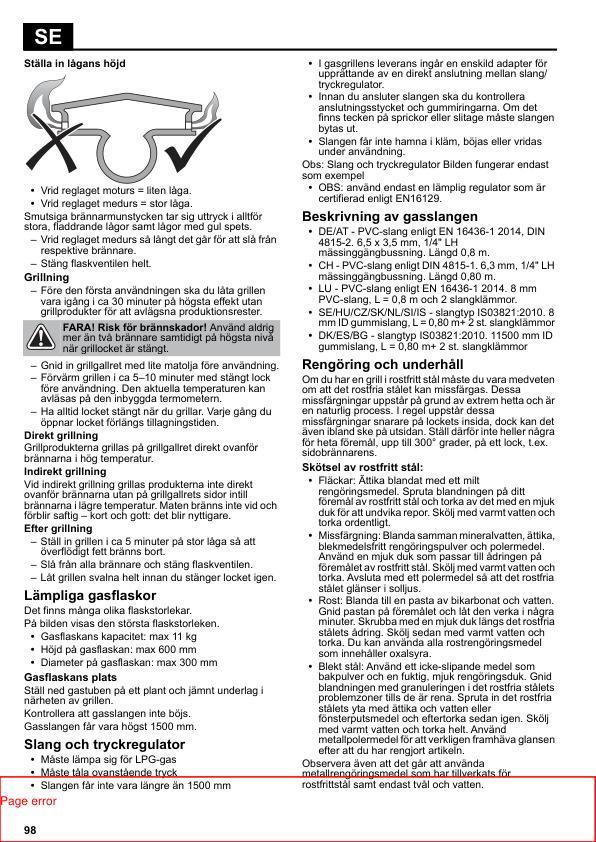 SE
Ställa in lågans höjd
• Vrid reglaget moturs = liten låga.
• Vrid reglaget medurs = stor låga.
Smutsiga brännarmunstycken tar sig uttryck i alltför
stora, fladdrande lågor samt lågor med gul spets.
– Vrid reglaget medurs så långt det går för att slå från
respektive brännare.
– Stäng flaskventilen helt.
Grillning
– Före den första användningen ska du låta grillen
vara igång i ca 30 minuter på högsta effekt utan
grillprodukter för att avlägsna produktionsrester.
FARA! Risk för brännskador! Använd aldrig
mer än två brännare samtidigt på högsta nivå
när grillocket är stängt.
– Gnid in grillgallret med lite matolja före användning.
– Förvärm grillen i ca 5–10 minuter med stängt lock
före användning. Den aktuella temperaturen kan
avläsas på den inbyggda termometern.
– Ha alltid locket stängt när du grillar. Varje gång du
öppnar locket förlängs tillagningstiden.
Direkt grillning
Grillprodukterna grillas på grillgallret direkt ovanför
brännarna i hög temperatur.
Indirekt grillning
Vid indirekt grillning grillas produkterna inte direkt
ovanför brännarna utan på grillgallrets sidor intill
brännarna i lägre temperatur. Maten bränns inte vid och
förblir saftig – kort och gott: det blir nyttigare.
Efter grillning
– Ställ in grillen i ca 5 minuter på stor låga så att
överflödigt fett bränns bort.
– Slå från alla brännare och stäng flaskventilen.
– Låt grillen svalna helt innan du stänger locket igen.
Lämpliga gasflaskor
Det finns många olika flaskstorlekar.
På bilden visas den största flaskstorleken.
• Gasflaskans kapacitet: max 11 kg
• Höjd på gasflaskan: max 600 mm
• Diameter på gasflaskan: max 300 mm
Gasflaskans plats
Ställ ned gastuben på ett plant och jämnt underlag i
närheten av grillen.
Kontrollera att gasslangen inte böjs.
Gasslangen får vara högst 1500 mm.
Slang och tryckregulator
• Måste lämpa sig för LPG-gas
• Måste tåla ovanstående tryck
• Slangen får inte vara längre än 1500 mm
• I gasgrillens leverans ingår en enskild adapter för
upprättande av en direkt anslutning mellan slang/
tryckregulator.
• Innan du ansluter slangen ska du kontrollera
anslutningsstycket och gummiringarna. Om det
finns tecken på sprickor eller slitage måste slangen
bytas ut.
• Slangen får inte hamna i kläm, böjas eller vridas
under användning.
Obs: Slang och tryckregulator Bilden fungerar endast
som exempel
• OBS: använd endast en lämplig regulator som är
certifierad enligt EN16129.
Beskrivning av gasslangen
• DE/AT - PVC-slang enligt EN 16436-1 2014, DIN
4815-2. 6,5 x 3,5 mm, 1/4" LH
mässinggängbussning. Längd 0,8 m.
• CH - PVC-slang enligt DIN 4815-1. 6,3 mm, 1/4" LH
mässinggängbussning. Längd 0,80 m.
• LU - PVC-slang enligt EN 16436-1 2014. 8 mm
PVC-slang, L = 0,8 m och 2 slangklämmor.
• SE/HU/CZ/SK/NL/SI/IS - slangtyp IS03821:2010. 8
mm ID gummislang, L = 0,80 m+ 2 st. slangklämmor
• DK/ES/BG - slangtyp IS03821:2010. 11500 mm ID
gummislang, L = 0,80 m+ 2 st. slangklämmor
Rengöring och underhåll
Om du har en grill i rostfritt stål måste du vara medveten
om att det rostfria stålet kan missfärgas. Dessa
missfärgningar uppstår på grund av extrem hetta och är
en naturlig process. I regel uppstår dessa
missfärgningar snarare på lockets insida, dock kan det
även ibland ske på utsidan. Ställ därför inte heller några
för heta föremål, upp till 300° grader, på ett lock, t.ex.
sidobrännarens.
Skötsel av rostfritt stål:
• Fläckar: Ättika blandat med ett milt
rengöringsmedel. Spruta blandningen på ditt
föremål av rostfritt stål och torka av det med en mjuk
duk för att undvika repor. Skölj med varmt vatten och
torka ordentligt.
• Missfärgning: Blanda samman mineralvatten, ättika,
blekmedelsfritt rengöringspulver och polermedel.
Använd en mjuk duk som passar till ådringen på
föremålet av rostfritt stål. Skölj med varmt vatten och
torka. Avsluta med ett polermedel så att det rostfria
stålet glänser i solljus.
• Rost: Blanda till en pasta av bikarbonat och vatten.
Gnid pastan på föremålet och låt den verka i några
minuter. Skrubba med en mjuk duk längs det rostfria
stålets ådring. Skölj sedan med varmt vatten och
torka. Du kan använda alla rostrengöringsmedel
som innehåller oxalsyra.
• Blekt stål: Använd ett icke-slipande medel som
bakpulver och en fuktig, mjuk rengöringsduk. Gnid
blandningen med granuleringen i det rostfria stålets
problemzoner tills de är rena. Spruta in det rostfria
stålets yta med ättika och vatten eller
fönsterputsmedel och eftertorka sedan igen. Skölj
med varmt vatten och torka helt. Använd
metallpolermedel för att verkligen framhäva glansen
efter att du har rengjort artikeln.
Observera även att det går att använda
metallrengöringsmedel som har tillverkats för
rostfrittstål samt endast tvål och vatten.
Page error
98